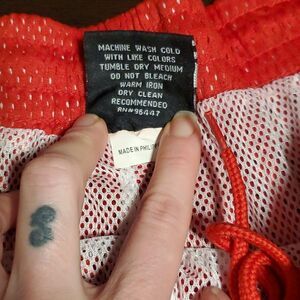 MACHINE WASH COLD
WITH LIKE COLORS
TUMBLE DRY MEDIUM
DO NOT BLEACH
WARM IRON
DRY CLEAN
RECOMMENDED
RN#96447
MADE IN